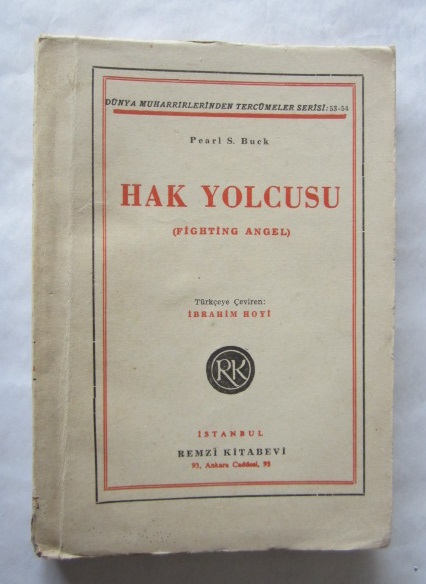 DÜNYA MUHARRİRLERİNDEN TERCÜMELER SERİSİ: 53-54
Pearl S. Buck
HAK YOLCUSU
(FİGHTİNG ANGEL)
Türkçeye Çeviren:
İBRAHİM HOYİ
RK
İSTANBUL
REMZİ KİTABEVİ
93, Ankara Caddesi, 93